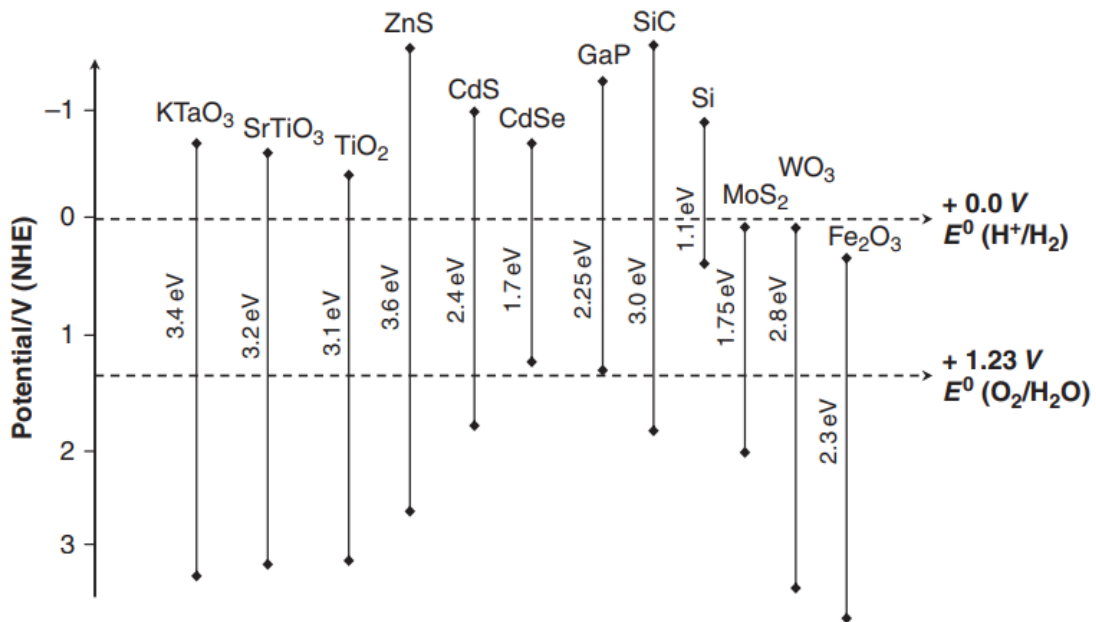 ZnS
SiC
GaP
CdS
Si
KTaO₃
SrTiO₃
CdSe
TiO₂
WO₃
MoS₂
Fe₂O₃
–1
0
1
2
3
Potential/V (NHE)
3.4 eV
3.2 eV
3.1 eV
3.6 eV
2.4 eV
1.7 eV
2.25 eV
3.0 eV
1.1 eV
1.75 eV
2.8 eV
2.3 eV
+ 0.0 V
E⁰ (H⁺/H₂)
+ 1.23 V
E⁰ (O₂/H₂O)